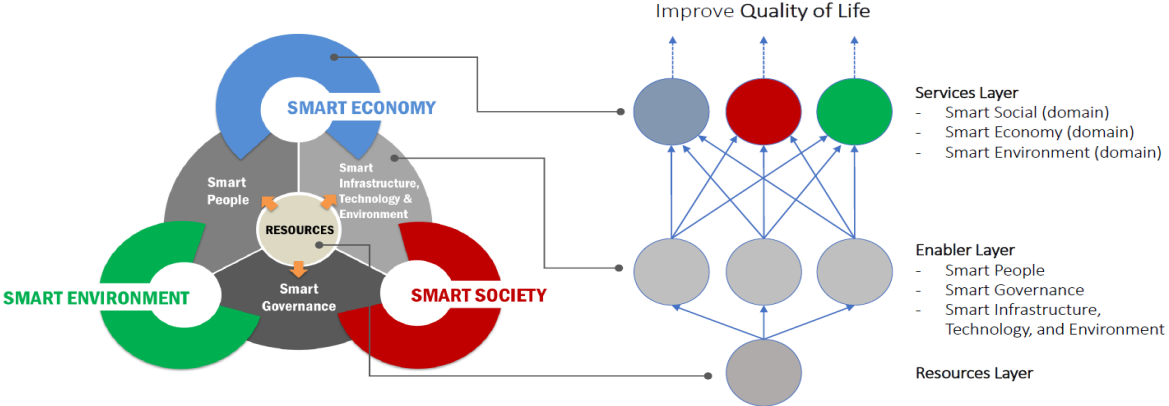 Improve Quality of Life
SMART ECONOMY
Smart
People
Smart
Infrastructure,
Technology &
Environment
RESOURCES
SMART ENVIRONMENT
Smart
Governance
SMART SOCIETY
Services Layer
- Smart Social (domain)
- Smart Economy (domain)
- Smart Environment (domain)
Enabler Layer
- Smart People
- Smart Governance
- Smart Infrastructure,
Technology, and Environment
Resources Layer